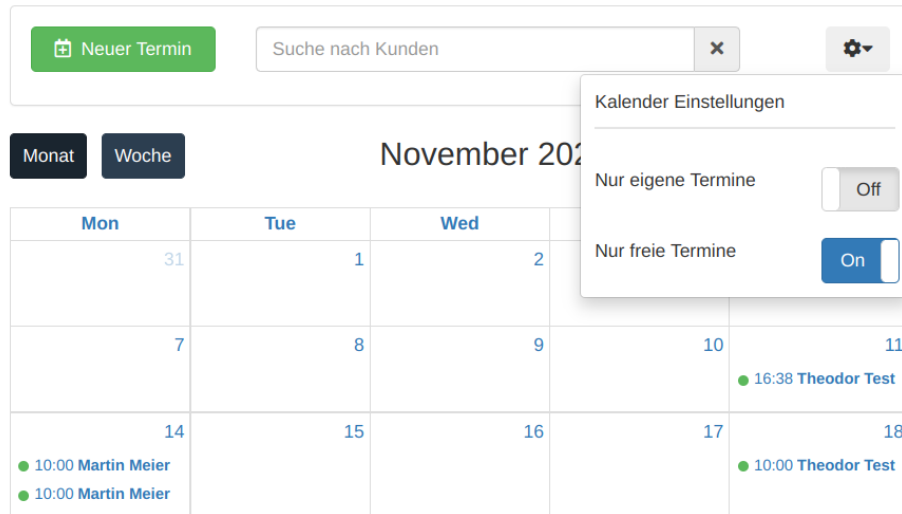 Neuer Termin
Suche nach Kunden
Kalender Einstellungen
Monat
Woche
November 202
Nur eigene Termine
Off
Nur freie Termine
On
Mon
Tue
Wed
31
1
2
7
8
9
10
11
16:38 Theodor Test
14
15
16
17
18
10:00 Martin Meier
10:00 Theodor Test
10:00 Martin Meier